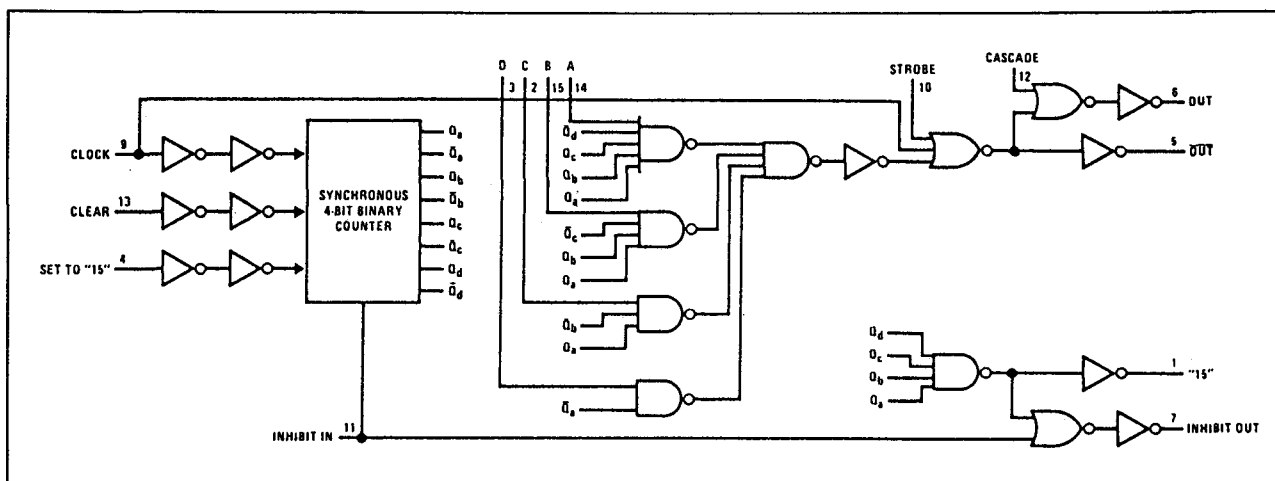 D C B A
3 2 15 14
STROBE
10
CASCADE
12
6 OUT
5 O̅U̅T̅
CLOCK 9
CLEAR 13
SET TO "15" 4
SYNCHRONOUS
4-BIT BINARY
COUNTER
Qa
Q̄a
Qb
Q̄b
Qc
Q̄c
Qd
Q̄d
Q̄d
Qc
Qb
Qa
Q̄c
Qb
Qa
Q̄b
Qa
Q̄a
Qd
Qc
Qb
Qa
1 "15"
INHIBIT IN 11
7 INHIBIT OUT